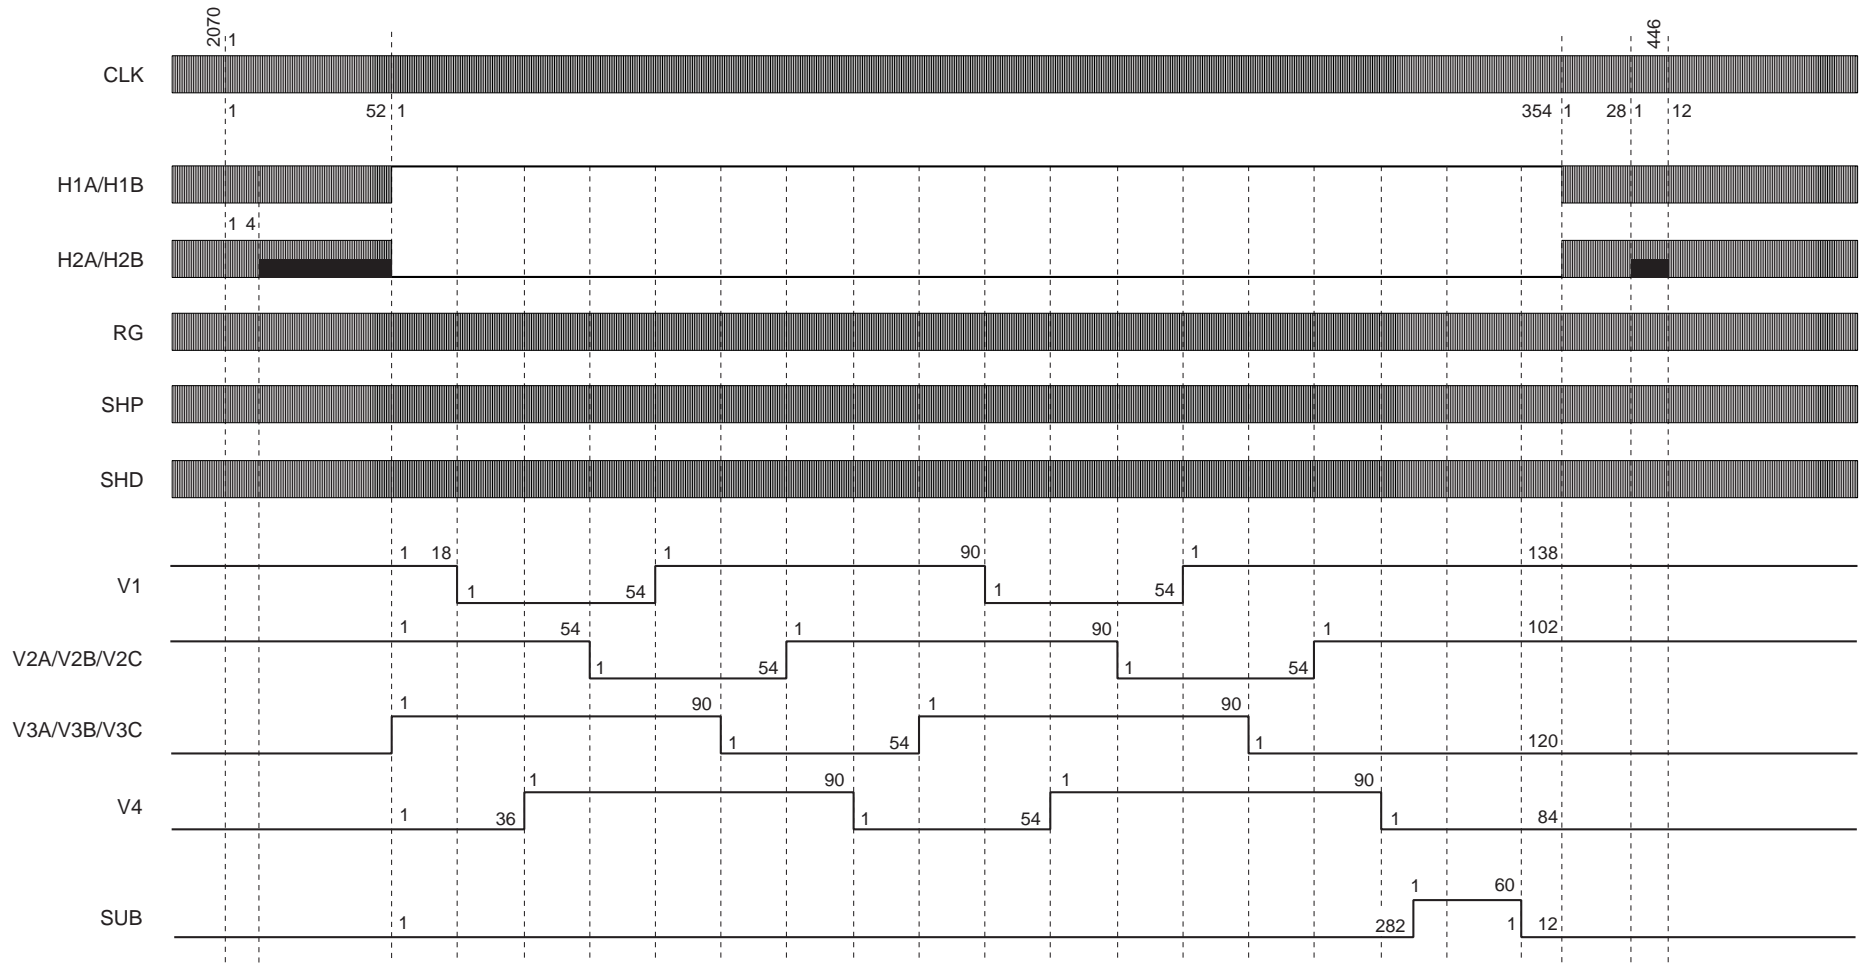 2070 1
CLK
1 52 1 354 1 28 1 12
446
H1A/H1B
1 4
H2A/H2B
RG
SHP
SHD
1 18 1 90 1 138
V1
1 54 1 54
1 54 1 90 1 102
V2A/V2B/V2C
1 54 1 54
1 90 1 90
V3A/V3B/V3C
1 54 1 120
1 90 1 90
V4
1 36 1 54 1 84
1 60
SUB
1 282 1 12